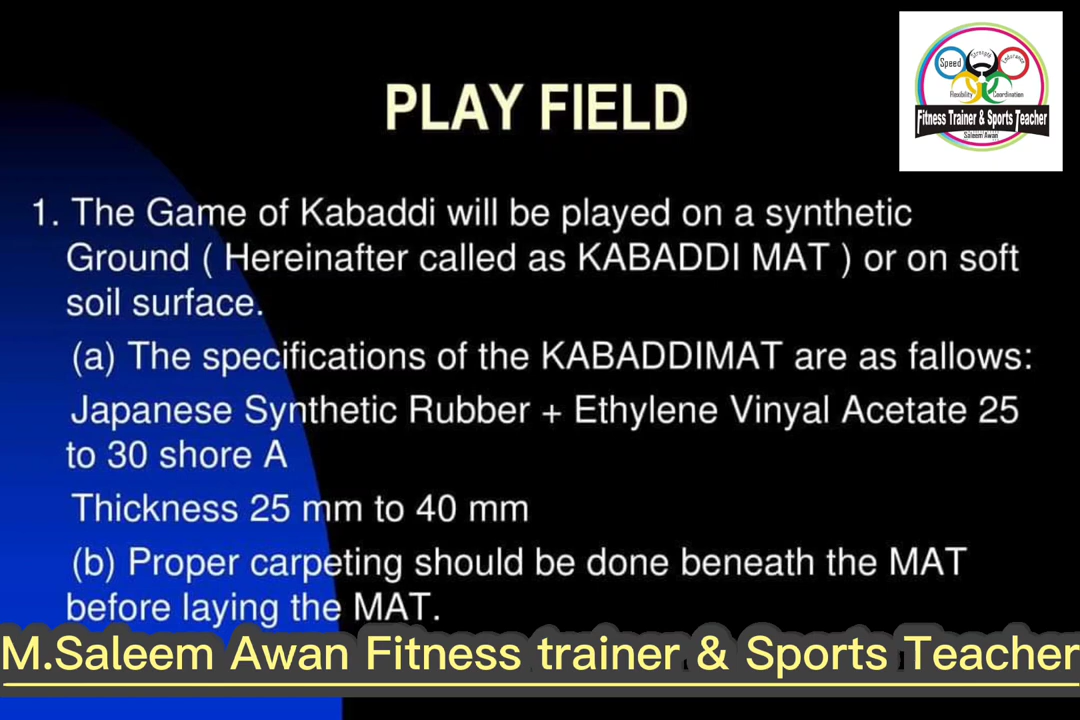 Speed
Strength
Endurance
Flexibility
Coordination
Fitness Trainer & Sports Teacher
Saleem Awan
PLAY FIELD
1. The Game of Kabaddi will be played on a synthetic
Ground ( Hereinafter called as KABADDI MAT ) or on soft
soil surface.
(a) The specifications of the KABADDIMAT are as fallows:
Japanese Synthetic Rubber + Ethylene Vinyal Acetate 25
to 30 shore A
Thickness 25 mm to 40 mm
(b) Proper carpeting should be done beneath the MAT
before laying the MAT.
M.Saleem Awan Fitness trainer & Sports Teacher